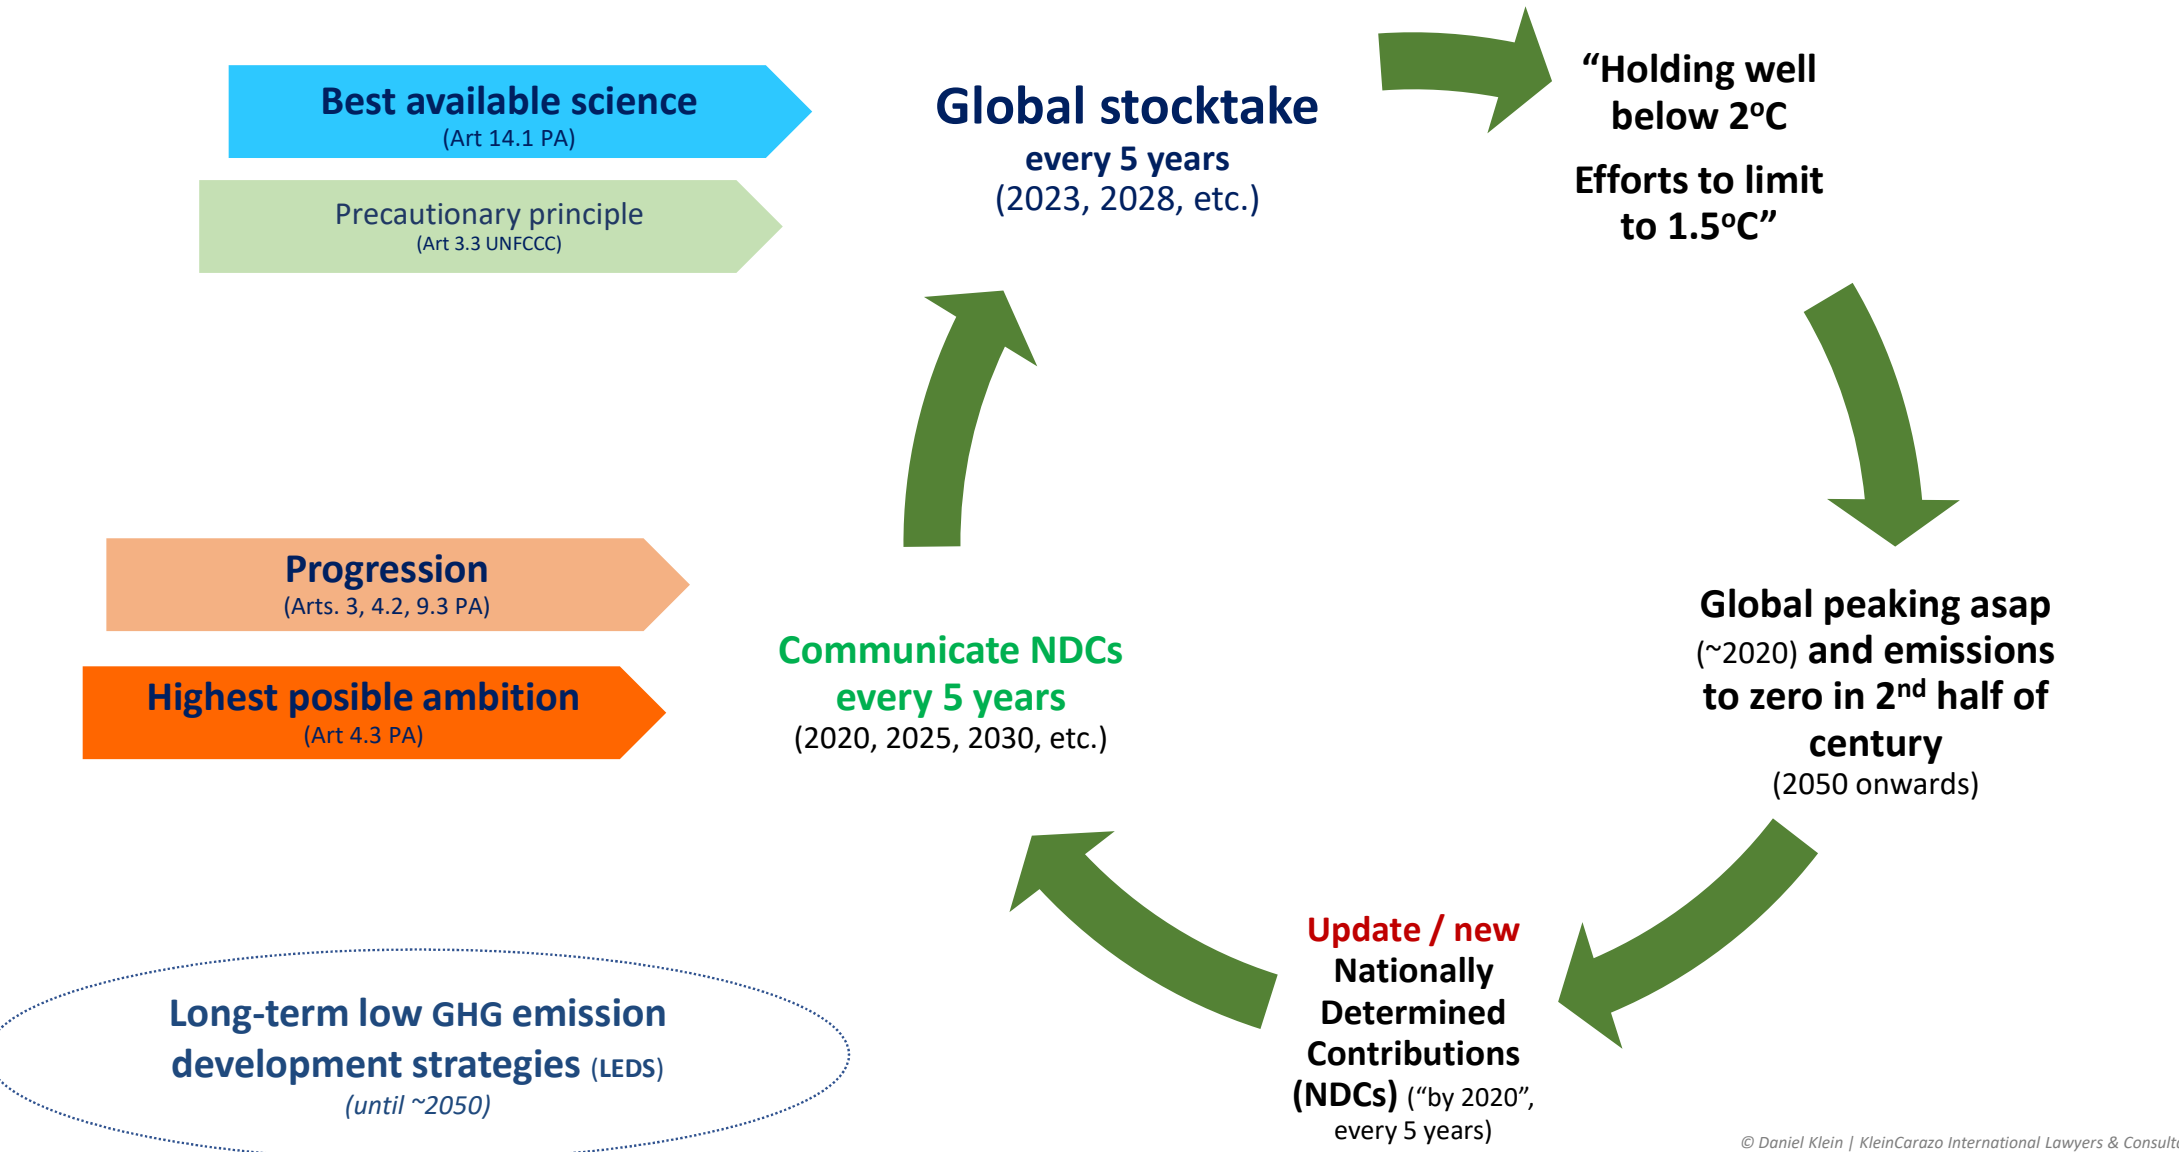 Best available science
(Art 14.1 PA)
Precautionary principle
(Art 3.3 UNFCCC)
Global stocktake
every 5 years
(2023, 2028, etc.)
“Holding well
below 2ºC
Efforts to limit
to 1.5ºC”
Progression
(Arts. 3, 4.2, 9.3 PA)
Highest posible ambition
(Art 4.3 PA)
Communicate NDCs
every 5 years
(2020, 2025, 2030, etc.)
Global peaking asap
(~2020) and emissions
to zero in 2nd half of
century
(2050 onwards)
Update / new
Nationally
Determined
Contributions
(NDCs) (“by 2020”,
every 5 years)
Long-term low GHG emission
development strategies (LEDS)
(until ~2050)
© Daniel Klein | KleinCarazo International Lawyers &